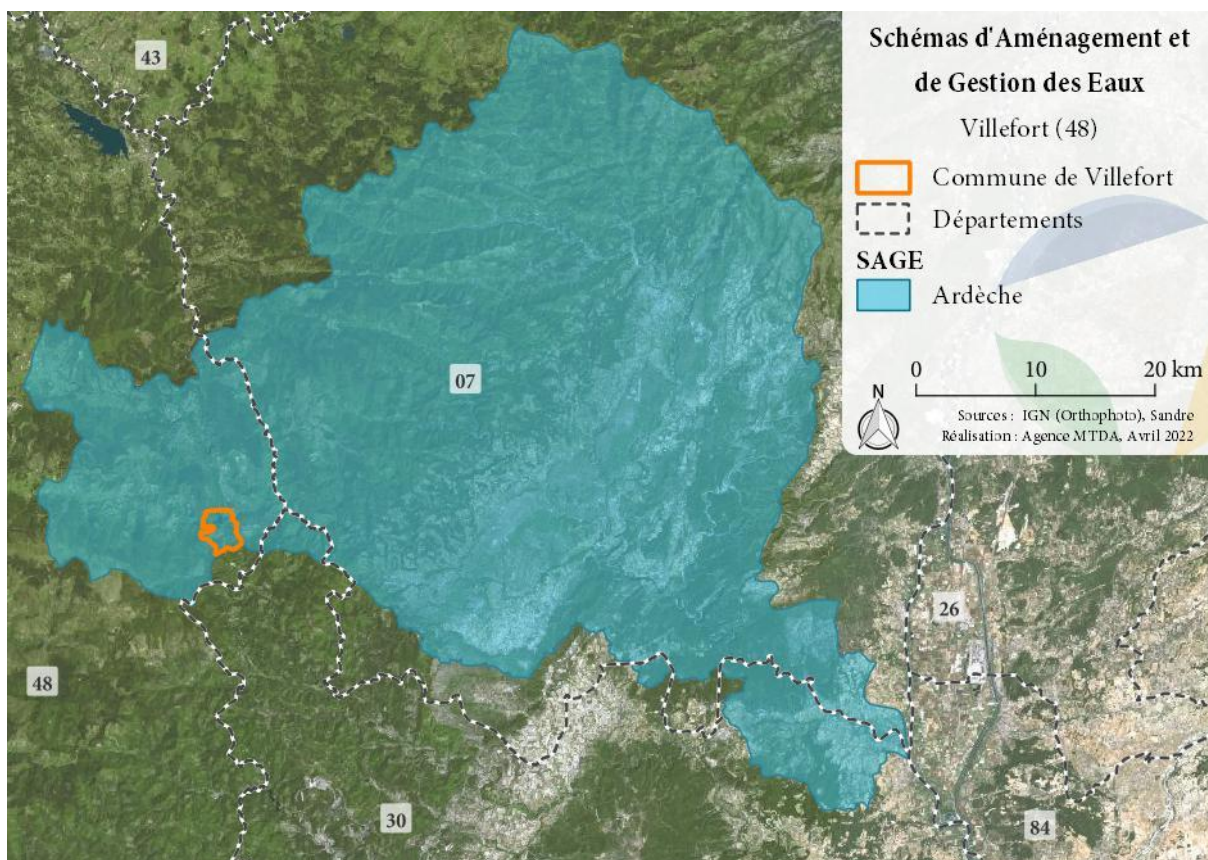 Schémas d'Aménagement et
de Gestion des Eaux
Villefort (48)
Commune de Villefort
Départements
SAGE
Ardèche
0 10 20 km
N
Sources : IGN (Orthophoto), Sandre
Réalisation : Agence MTDA, Avril 2022
43
07
26
48
30
84